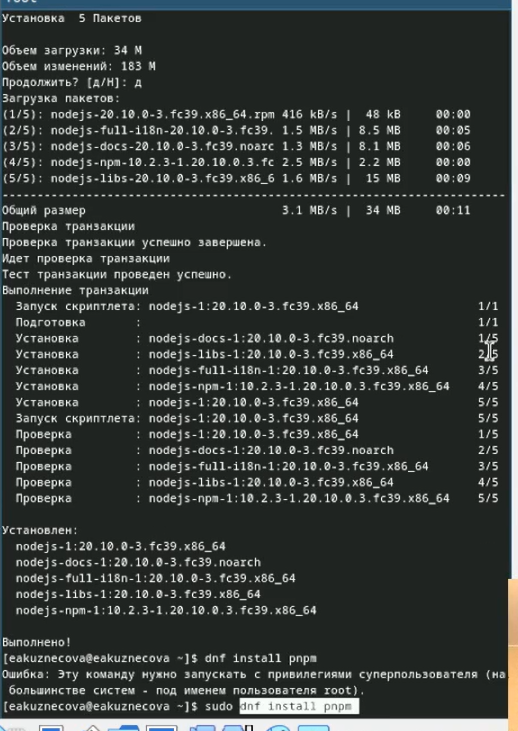 Установка 5 Пакетов
Объем загрузки: 34 M
Объем изменений: 183 M
Продолжить? [д/Н]: д
Загрузка пакетов:
(1/5): nodejs-20.10.0-3.fc39.x86_64.rpm 416 kB/s | 48 kB 00:00
(2/5): nodejs-full-i18n-20.10.0-3.fc39. 1.5 MB/s | 8.5 MB 00:05
(3/5): nodejs-docs-20.10.0-3.fc39.noarc 1.3 MB/s | 8.1 MB 00:06
(4/5): nodejs-npm-10.2.3-1.20.10.0.3.fc 2.5 MB/s | 2.2 MB 00:00
(5/5): nodejs-libs-20.10.0-3.fc39.x86_6 1.6 MB/s | 15 MB 00:09
--------------------------------------------------------------------------------
Общий размер 3.1 MB/s | 34 MB 00:11
Проверка транзакции
Проверка транзакции успешно завершена.
Идет проверка транзакции
Тест транзакции проведен успешно.
Выполнение транзакции
Запуск скриптлета: nodejs-1:20.10.0-3.fc39.x86_64 1/1
Подготовка : 1/1
Установка : nodejs-docs-1:20.10.0-3.fc39.noarch 1/5
Установка : nodejs-libs-1:20.10.0-3.fc39.x86_64 2/5
Установка : nodejs-full-i18n-1:20.10.0-3.fc39.x86_64 3/5
Установка : nodejs-npm-1:10.2.3-1.20.10.0.3.fc39.x86_64 4/5
Установка : nodejs-1:20.10.0-3.fc39.x86_64 5/5
Запуск скриптлета: nodejs-1:20.10.0-3.fc39.x86_64 5/5
Проверка : nodejs-1:20.10.0-3.fc39.x86_64 1/5
Проверка : nodejs-docs-1:20.10.0-3.fc39.noarch 2/5
Проверка : nodejs-full-i18n-1:20.10.0-3.fc39.x86_64 3/5
Проверка : nodejs-libs-1:20.10.0-3.fc39.x86_64 4/5
Проверка : nodejs-npm-1:10.2.3-1.20.10.0.3.fc39.x86_64 5/5
Установлен:
nodejs-1:20.10.0-3.fc39.x86_64
nodejs-docs-1:20.10.0-3.fc39.noarch
nodejs-full-i18n-1:20.10.0-3.fc39.x86_64
nodejs-libs-1:20.10.0-3.fc39.x86_64
nodejs-npm-1:10.2.3-1.20.10.0.3.fc39.x86_64
Выполнено!
[eakuznecova@eakuznecova ~]$ dnf install pnpm
Ошибка: Эту команду нужно запускать с привилегиями суперпользователя (на
большинстве систем - под именем пользователя root).
[eakuznecova@eakuznecova ~]$ sudo dnf install pnpm